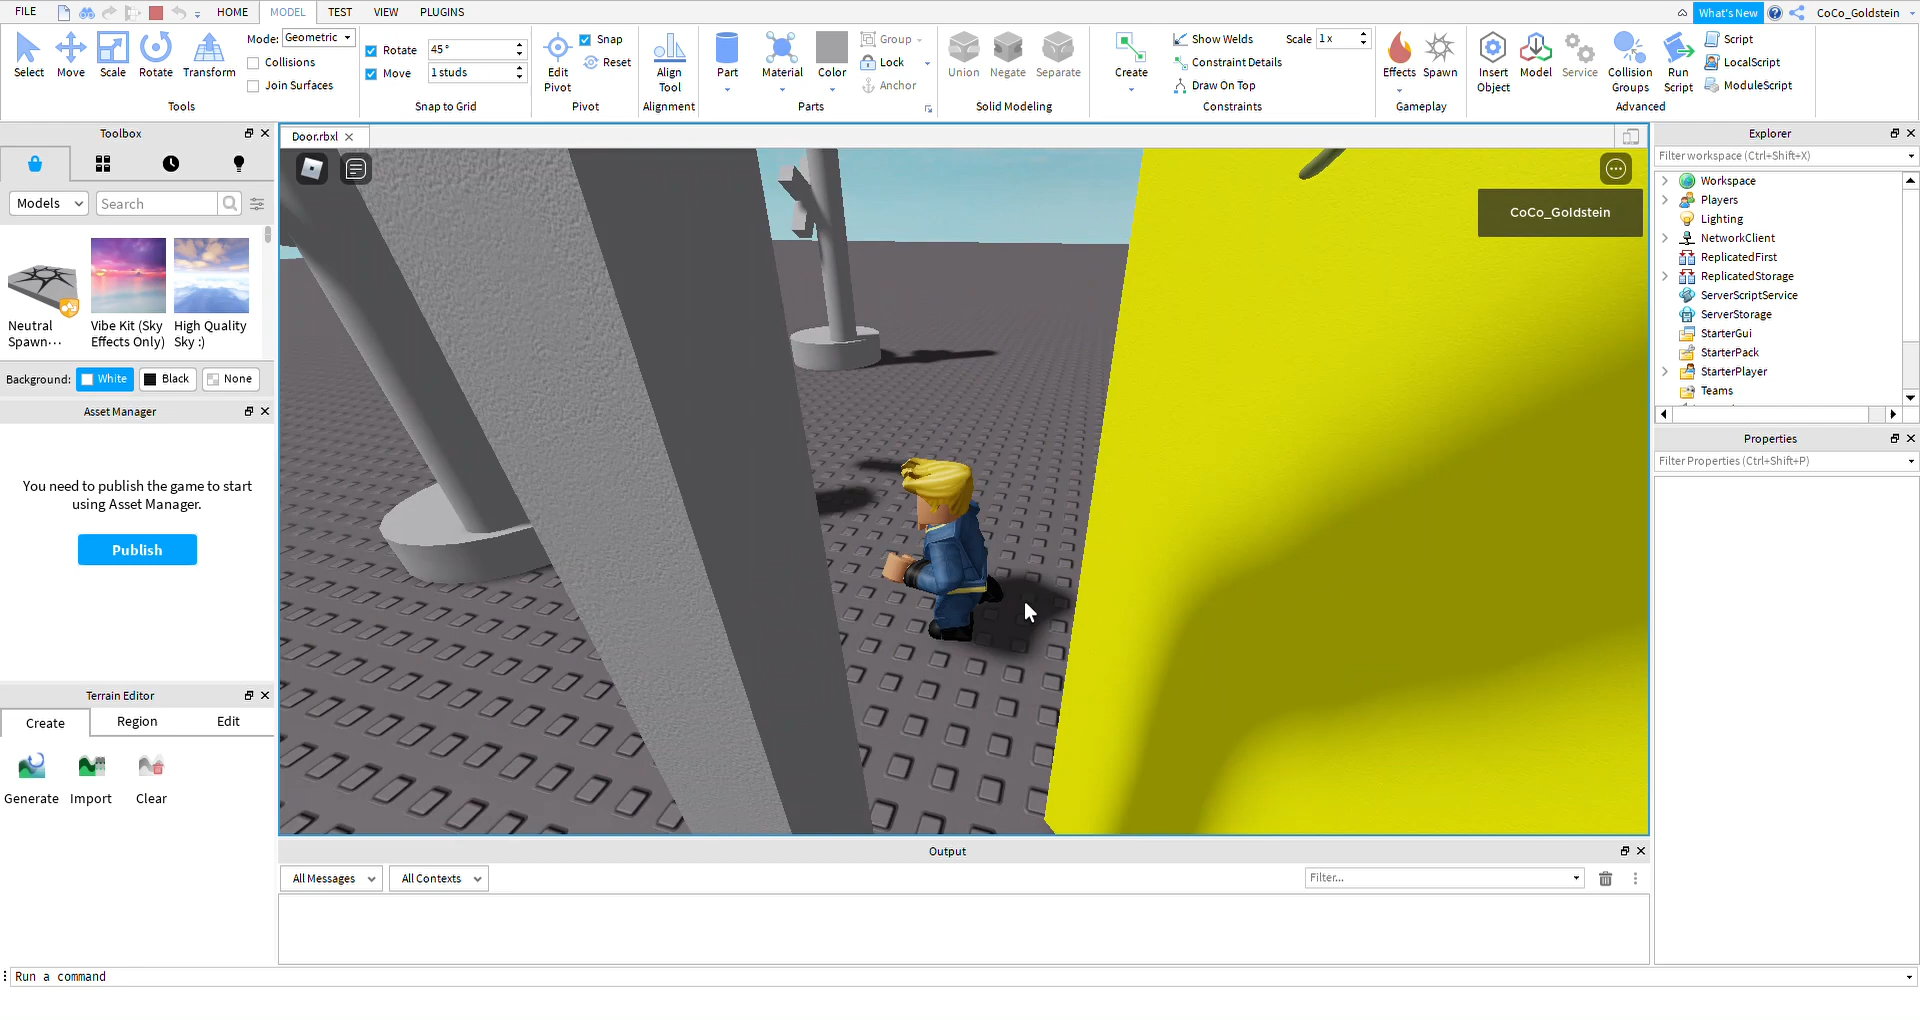 FILE
HOME
MODEL
TEST
VIEW
PLUGINS
What's New
CoCo_Goldstein
Select
Move
Scale
Rotate
Transform
Mode:
Geometric
Collisions
Join Surfaces
Tools
Rotate
45°
Move
1 studs
Snap to Grid
Edit
Pivot
Snap
Reset
Pivot
Align
Tool
Alignment
Part
Material
Color
Group
Lock
Anchor
Parts
Union
Negate
Separate
Solid Modeling
Create
Show Welds
Scale
1 x
Constraint Details
Draw On Top
Constraints
Effects
Spawn
Gameplay
Insert
Object
Model
Service
Collision
Groups
Run
Script
Script
LocalScript
ModuleScript
Advanced
Toolbox
Models
Search
Neutral
Spawn...
Vibe Kit (Sky
Effects Only)
High Quality
Sky :)
Background:
White
Black
None
Asset Manager
You need to publish the game to start
using Asset Manager.
Publish
Terrain Editor
Create
Region
Edit
Generate
Import
Clear
Door.rbxl
CoCo_Goldstein
Output
All Messages
All Contexts
Filter...
Explorer
Filter workspace (Ctrl+Shift+X)
Workspace
Players
Lighting
NetworkClient
ReplicatedFirst
ReplicatedStorage
ServerScriptService
ServerStorage
StarterGui
StarterPack
StarterPlayer
Teams
Properties
Filter Properties (Ctrl+Shift+P)
Run a command